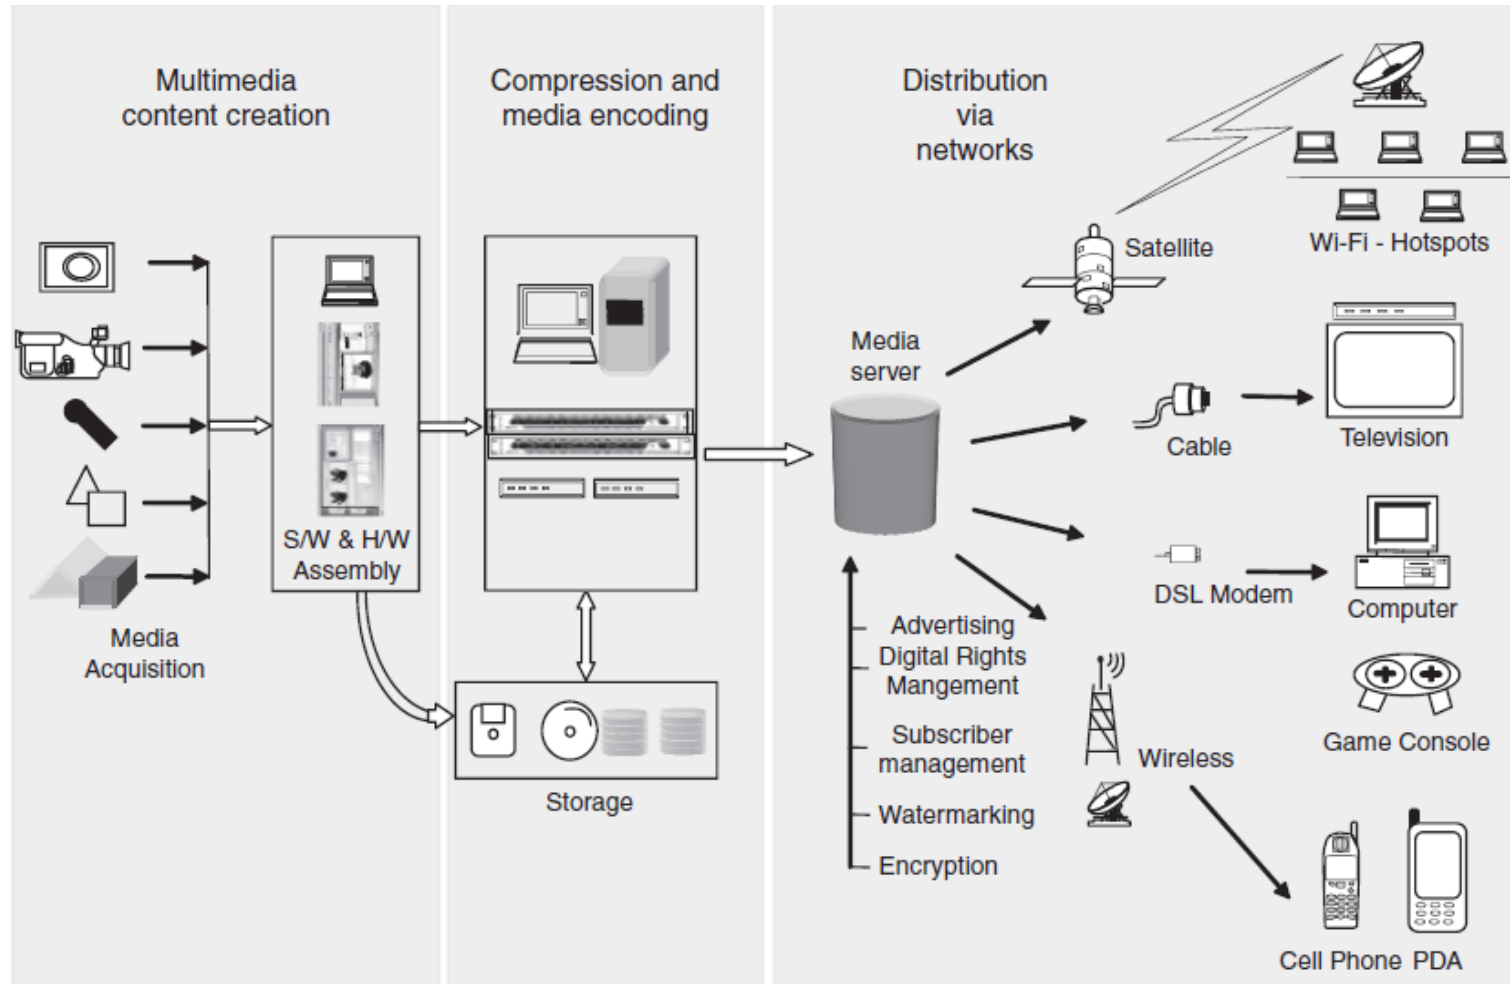 Multimedia
content creation
Media
Acquisition
S/W & H/W
Assembly
Compression and
media encoding
Storage
Distribution
via
networks
Media
server
Advertising
Digital Rights
Mangement
Subscriber
management
Watermarking
Encryption
Satellite
Wi-Fi - Hotspots
Cable
Television
DSL Modem
Computer
Game Console
Wireless
Cell Phone
PDA